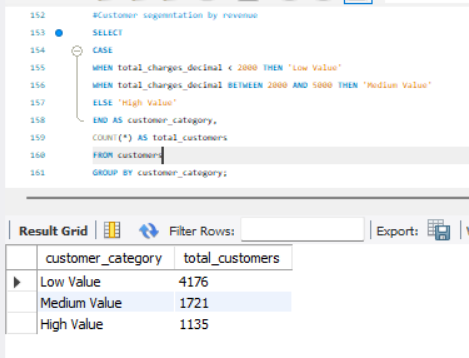 152 #Customer segemntation by revenue
153 SELECT
154 CASE
155 WHEN total_charges_decimal < 2000 THEN 'Low Value'
156 WHEN total_charges_decimal BETWEEN 2000 AND 5000 THEN 'Medium Value'
157 ELSE 'High Value'
158 END AS customer_category,
159 COUNT(*) AS total_customers
160 FROM customers
161 GROUP BY customer_category;
Result Grid Filter Rows: Export:
customer_category total_customers
Low Value 4176
Medium Value 1721
High Value 1135